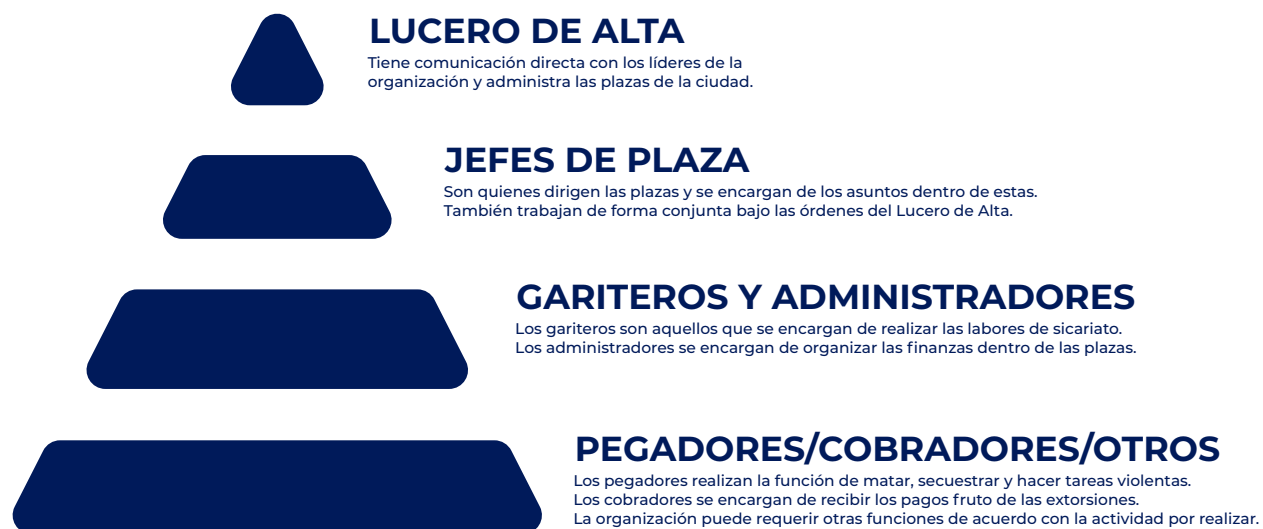 LUCERO DE ALTA
Tiene comunicación directa con los líderes de la
organización y administra las plazas de la ciudad.
JEFES DE PLAZA
Son quienes dirigen las plazas y se encargan de los asuntos dentro de estas.
También trabajan de forma conjunta bajo las órdenes del Lucero de Alta.
GARITEROS Y ADMINISTRADORES
Los gariteros son aquellos que se encargan de realizar las labores de sicariato.
Los administradores se encargan de organizar las finanzas dentro de las plazas.
PEGADORES/COBRADORES/OTROS
Los pegadores realizan la función de matar, secuestrar y hacer tareas violentas.
Los cobradores se encargan de recibir los pagos fruto de las extorsiones.
La organización puede requerir otras funciones de acuerdo con la actividad por realizar.